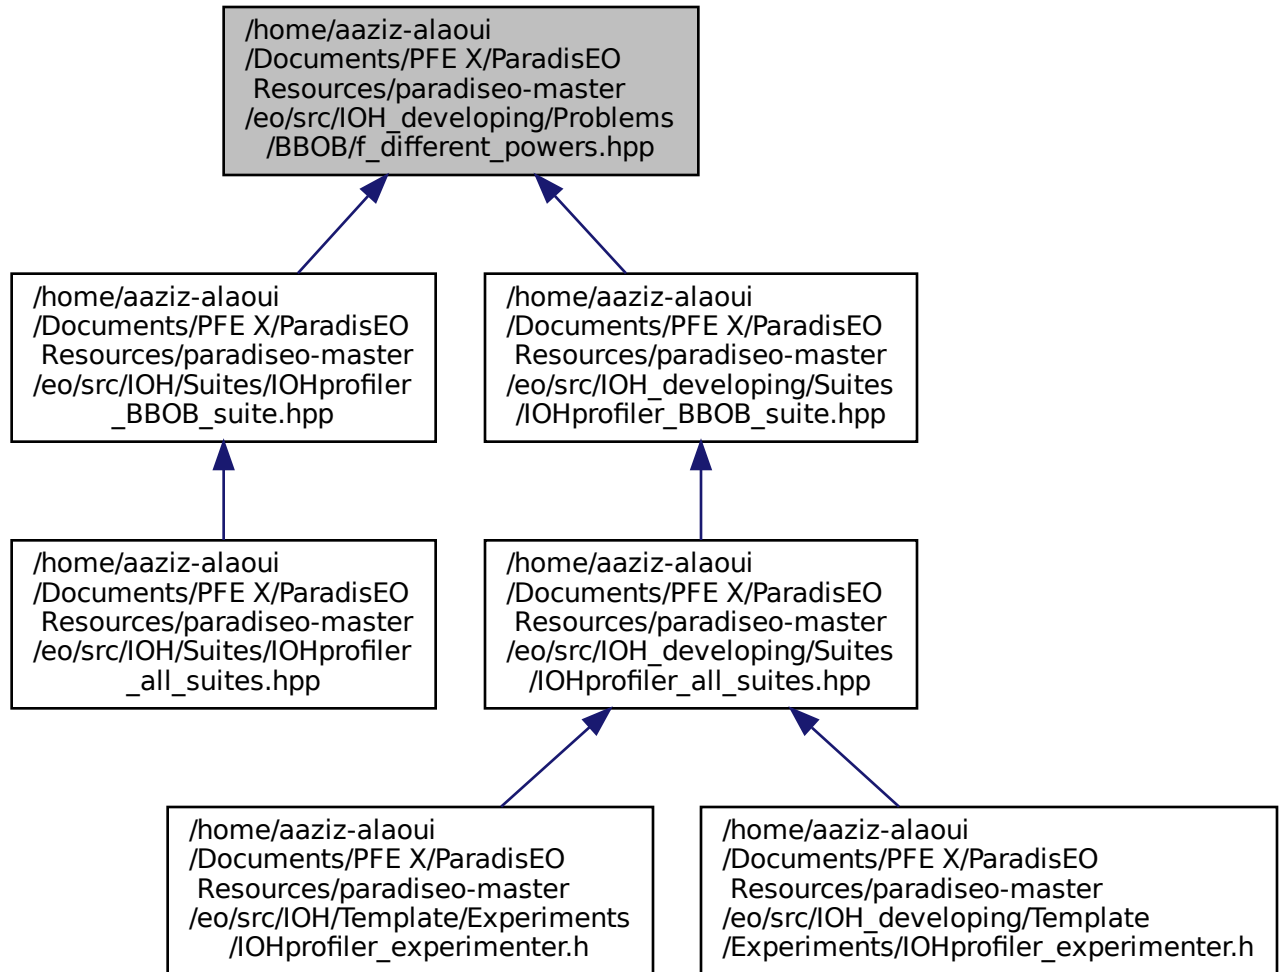 /home/aaziz-alaoui
/Documents/PFE X/ParadisEO
Resources/paradiseo-master
/eo/src/IOH_developing/Problems
/BBOB/f_different_powers.hpp
/home/aaziz-alaoui
/Documents/PFE X/ParadisEO
Resources/paradiseo-master
/eo/src/IOH/Suites/IOHprofiler
_BBOB_suite.hpp
/home/aaziz-alaoui
/Documents/PFE X/ParadisEO
Resources/paradiseo-master
/eo/src/IOH_developing/Suites
/IOHprofiler_BBOB_suite.hpp
/home/aaziz-alaoui
/Documents/PFE X/ParadisEO
Resources/paradiseo-master
/eo/src/IOH/Suites/IOHprofiler
_all_suites.hpp
/home/aaziz-alaoui
/Documents/PFE X/ParadisEO
Resources/paradiseo-master
/eo/src/IOH_developing/Suites
/IOHprofiler_all_suites.hpp
/home/aaziz-alaoui
/Documents/PFE X/ParadisEO
Resources/paradiseo-master
/eo/src/IOH/Template/Experiments
/IOHprofiler_experimenter.h
/home/aaziz-alaoui
/Documents/PFE X/ParadisEO
Resources/paradiseo-master
/eo/src/IOH_developing/Template
/Experiments/IOHprofiler_experimenter.h